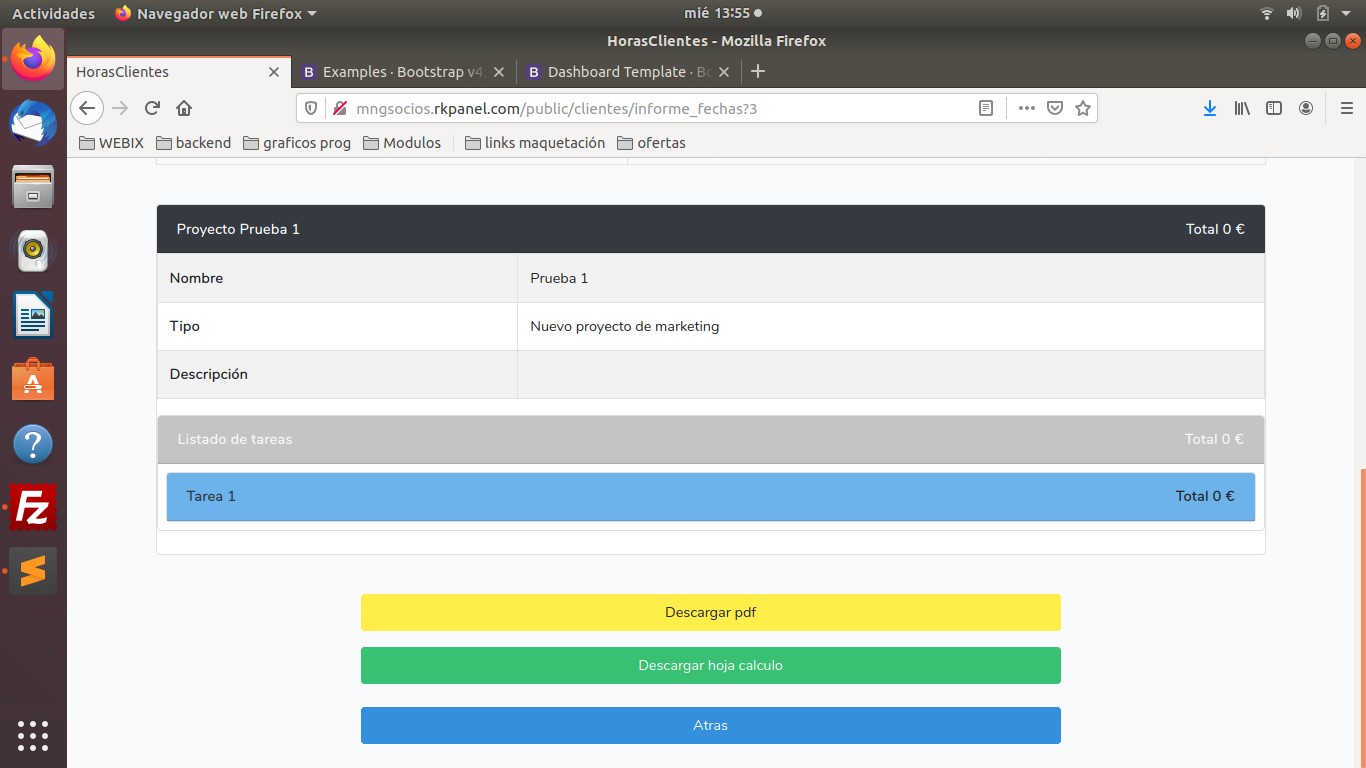 Actividades Navegador web Firefox mié 13:55
HorasClientes - Mozilla Firefox
HorasClientes Examples · Bootstrap v4. Dashboard Template · Bo
mngsocios.rkpanel.com/public/clientes/informe_fechas?3
WEBIX backend graficos prog Modulos links maquetación ofertas
Proyecto Prueba 1 Total 0 €
Nombre Prueba 1
Tipo Nuevo proyecto de marketing
Descripción
Listado de tareas Total 0 €
Tarea 1 Total 0 €
Descargar pdf
Descargar hoja calculo
Atras